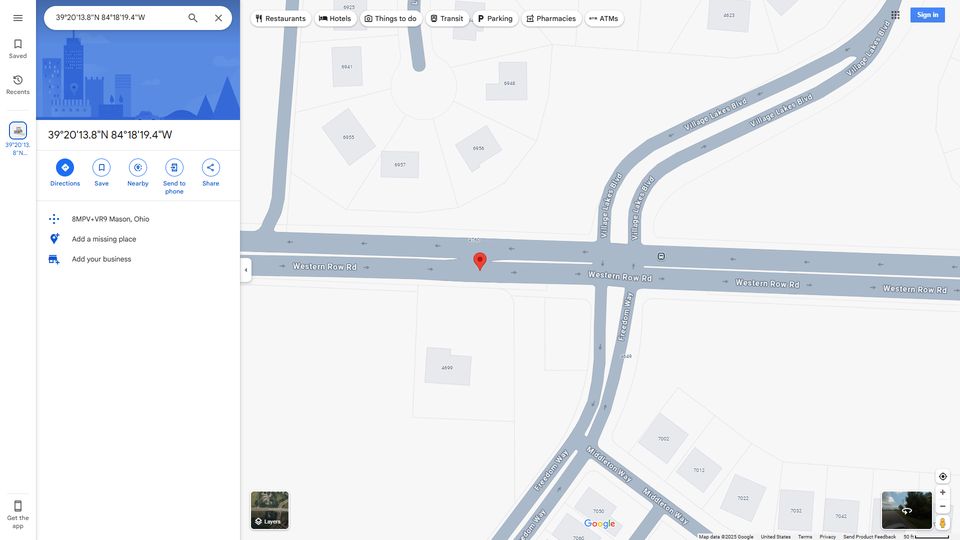 39°20'13.8"N 84°18'19.4"W
Restaurants
Hotels
Things to do
Transit
Parking
Pharmacies
ATMs
Sign in
Saved
Recents
39°20'13.
8"N...
39°20'13.8"N 84°18'19.4"W
Directions
Save
Nearby
Send to
phone
Share
8MPV+VR9 Mason, Ohio
Add a missing place
Add your business
Get the
app
6925
4623
6941
6948
6955
6957
6956
Village Lakes Blvd
Village Lakes Blvd
Village Lakes Blvd
Village Lakes Blvd
Village Lakes Blvd
Western Row Rd
Western Row Rd
Western Row Rd
Western Row Rd
Freedom Way
4699
4649
7002
7012
7022
7032
7042
Middleton Way
Middleton Way
Freedom Way
7050
7060
Layers
Google
Map data ©2025 Google
United States
Terms
Privacy
Send Product Feedback
50 ft